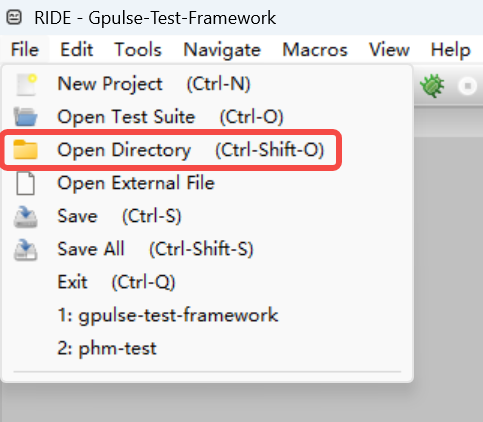 RIDE - Gpulse-Test-Framework
File Edit Tools Navigate Macros View Help
New Project (Ctrl-N)
Open Test Suite (Ctrl-O)
Open Directory (Ctrl-Shift-O)
Open External File
Save (Ctrl-S)
Save All (Ctrl-Shift-S)
Exit (Ctrl-Q)
1: gpulse-test-framework
2: phm-test